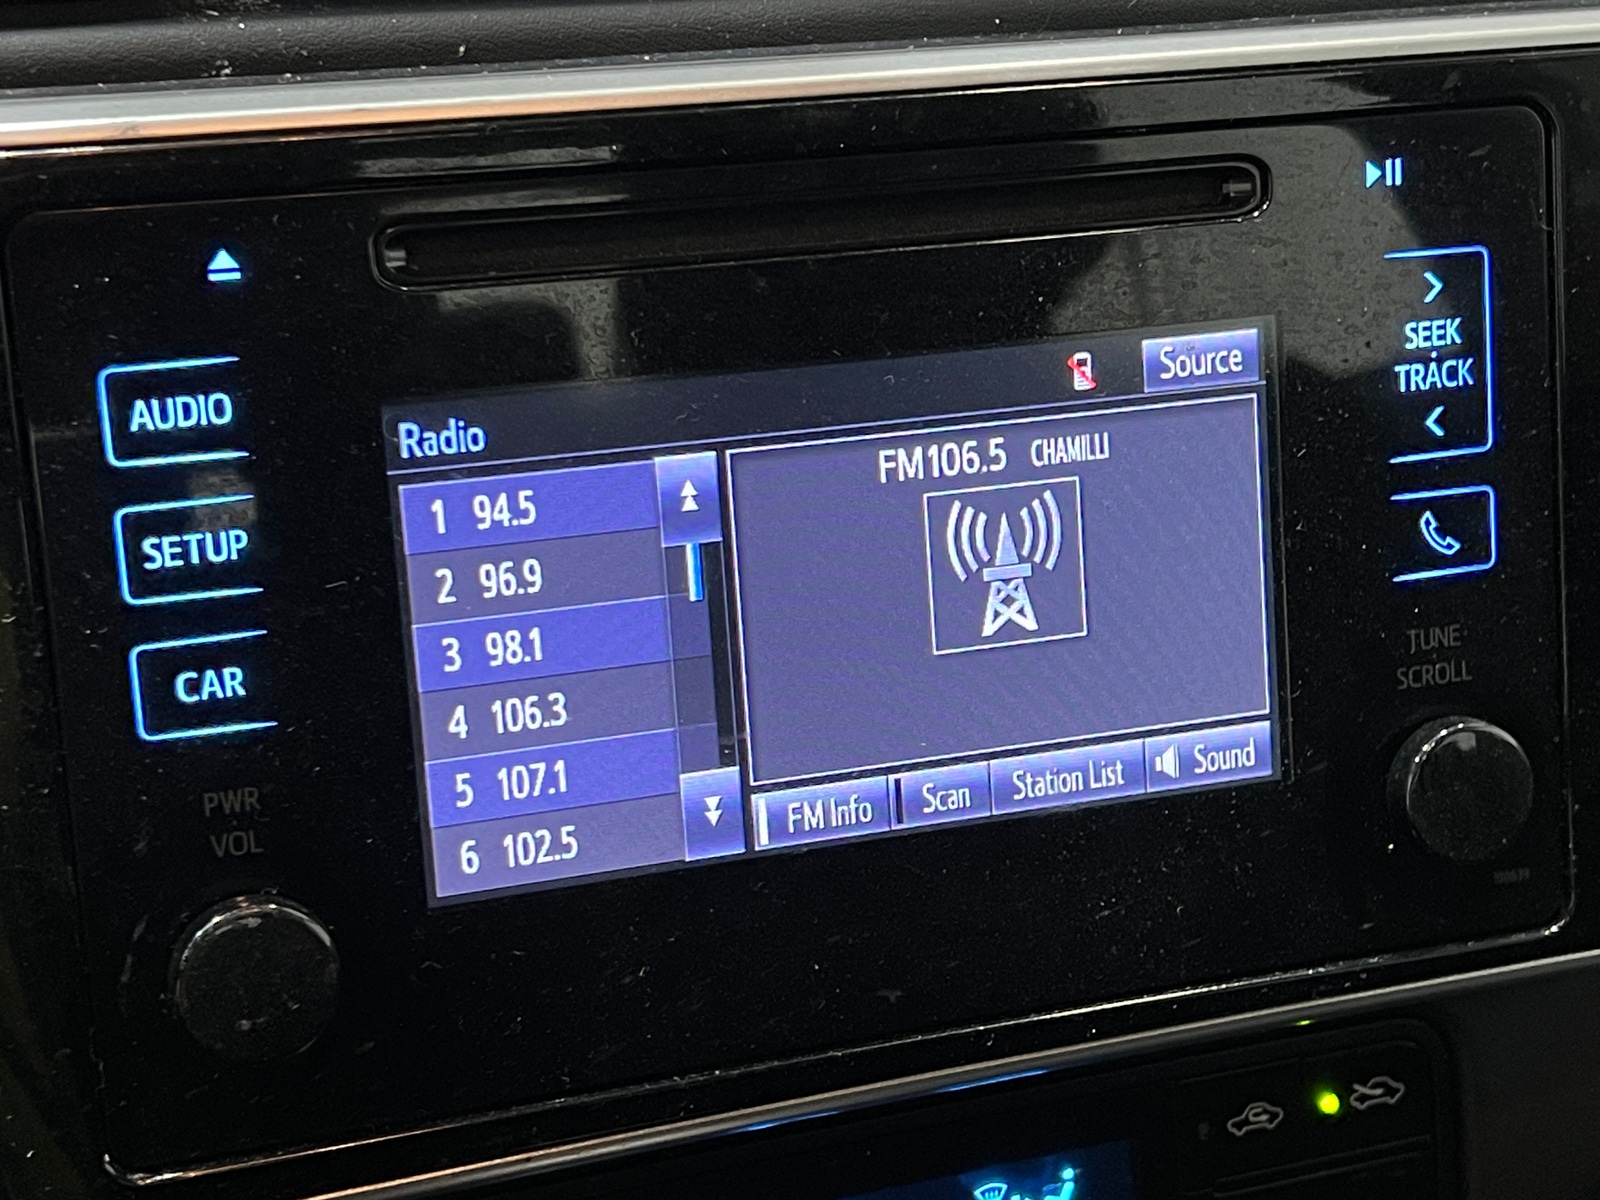 AUDIO
SETUP
CAR
PWR
VOL
Radio
Source
1 94.5
2 96.9
3 98.1
4 106.3
5 107.1
6 102.5
FM106.5 CHAMILLI
FM Info
Scan
Station List
Sound
SEEK
TRACK
TUNE
SCROLL